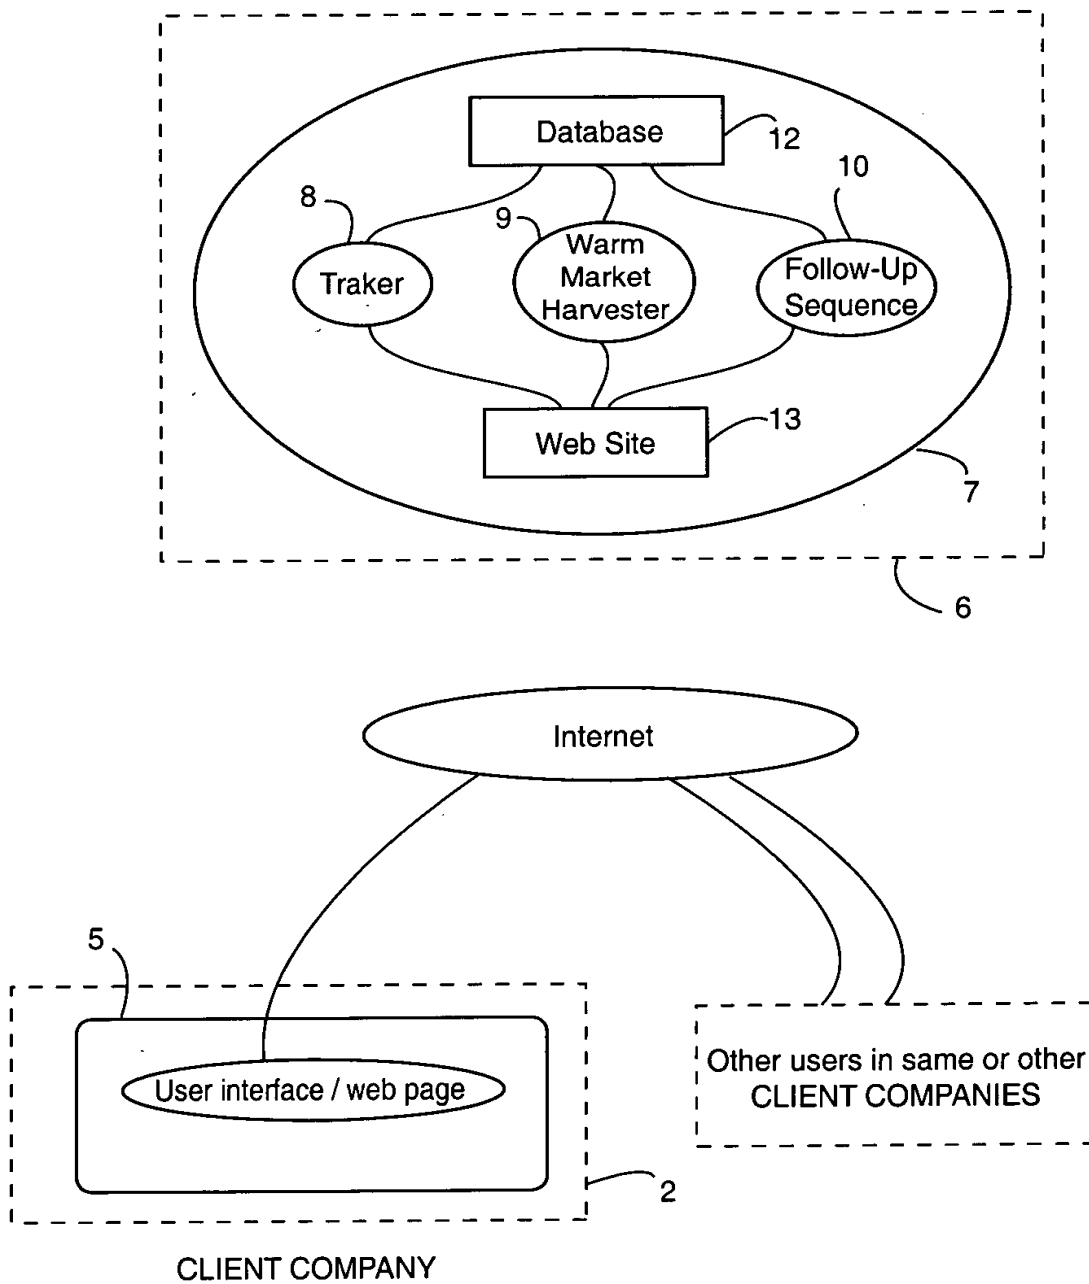 Database
12
8
9
10
Traker
Warm
Market
Harvester
Follow-Up
Sequence
Web Site
13
7
6
Internet
5
User interface / web page
Other users in same or other
CLIENT COMPANIES
2
CLIENT COMPANY